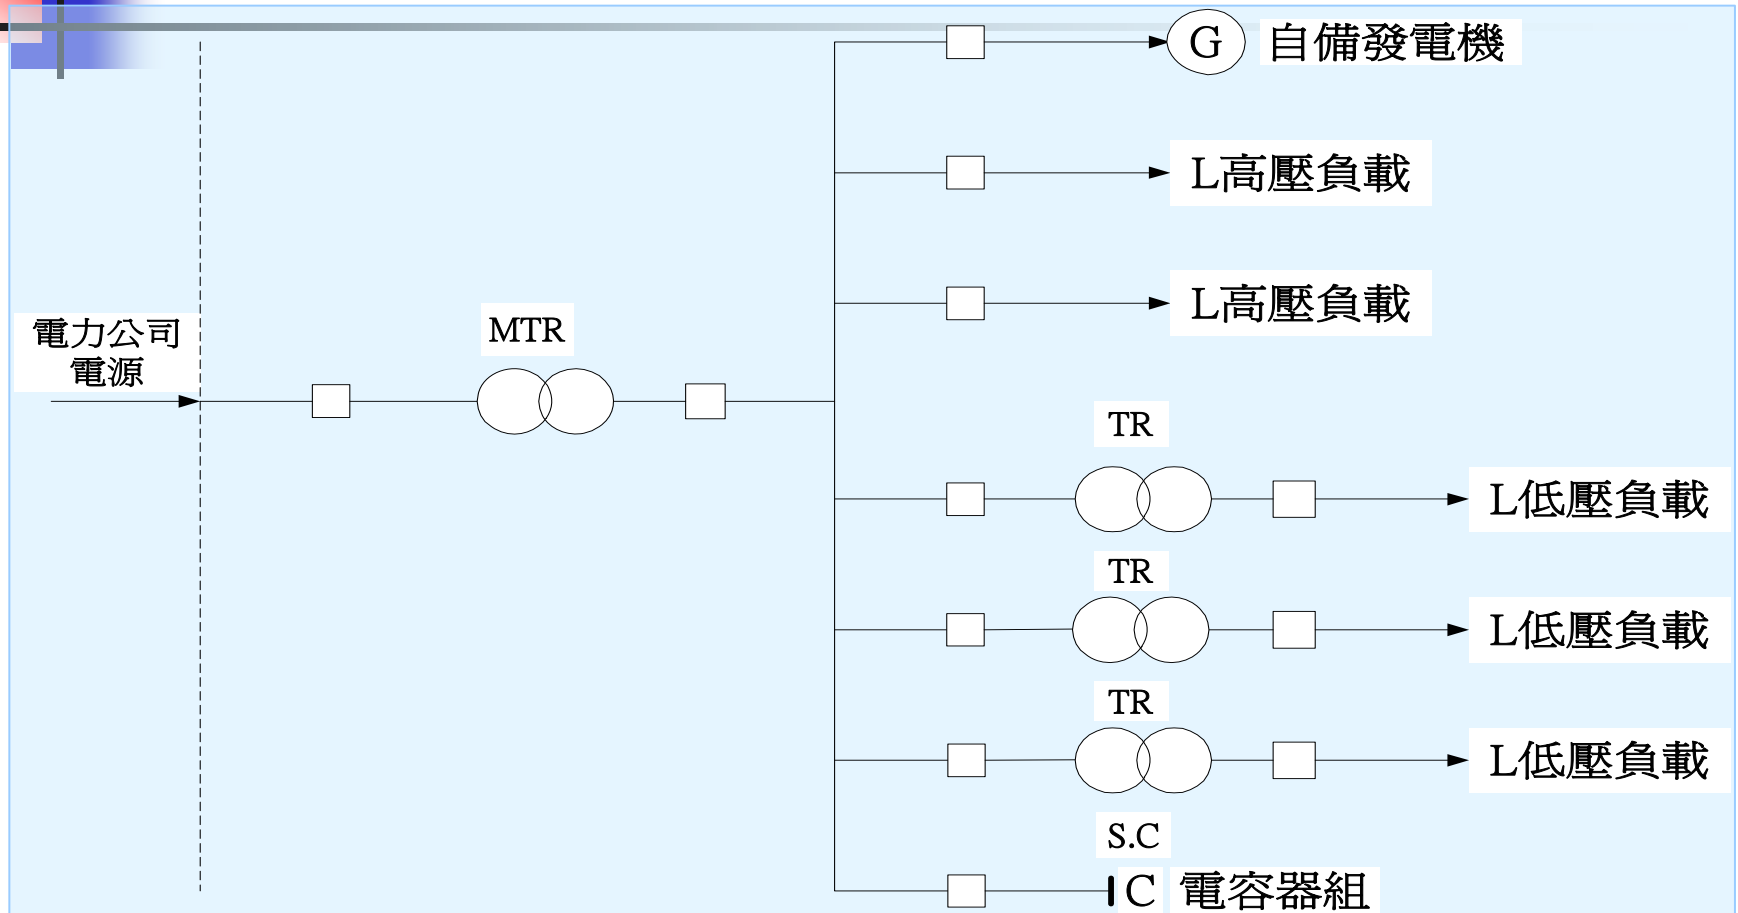 G 自備發電機
L高壓負載
L高壓負載
電力公司
電源
MTR
TR
L低壓負載
TR
L低壓負載
TR
L低壓負載
S.C
C 電容器組